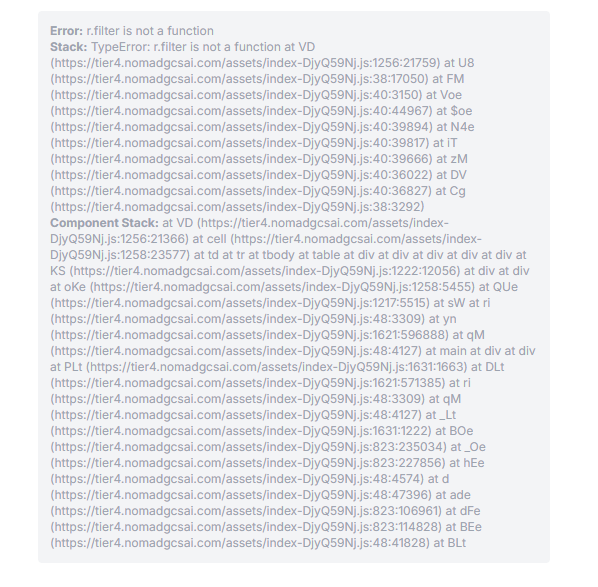 Error: r.filter is not a function
Stack: TypeError: r.filter is not a function at VD
(https://tier4.nomadgcsai.com/assets/index-DjyQ59Nj.js:1256:21759) at U8
(https://tier4.nomadgcsai.com/assets/index-DjyQ59Nj.js:38:17050) at FM
(https://tier4.nomadgcsai.com/assets/index-DjyQ59Nj.js:40:3150) at Voe
(https://tier4.nomadgcsai.com/assets/index-DjyQ59Nj.js:40:44967) at $oe
(https://tier4.nomadgcsai.com/assets/index-DjyQ59Nj.js:40:39894) at N4e
(https://tier4.nomadgcsai.com/assets/index-DjyQ59Nj.js:40:39817) at iT
(https://tier4.nomadgcsai.com/assets/index-DjyQ59Nj.js:40:39666) at zM
(https://tier4.nomadgcsai.com/assets/index-DjyQ59Nj.js:40:36022) at DV
(https://tier4.nomadgcsai.com/assets/index-DjyQ59Nj.js:40:36827) at Cg
(https://tier4.nomadgcsai.com/assets/index-DjyQ59Nj.js:38:3292)
Component Stack: at VD (https://tier4.nomadgcsai.com/assets/index-
DjyQ59Nj.js:1256:21366) at cell (https://tier4.nomadgcsai.com/assets/index-
DjyQ59Nj.js:1258:23577) at td at tr at tbody at table at div at div at div at div at div at
KS (https://tier4.nomadgcsai.com/assets/index-DjyQ59Nj.js:1222:12056) at div at div
at oKe (https://tier4.nomadgcsai.com/assets/index-DjyQ59Nj.js:1258:5455) at QUe
(https://tier4.nomadgcsai.com/assets/index-DjyQ59Nj.js:1217:5515) at sW at ri
(https://tier4.nomadgcsai.com/assets/index-DjyQ59Nj.js:48:3309) at yn
(https://tier4.nomadgcsai.com/assets/index-DjyQ59Nj.js:1621:596888) at qM
(https://tier4.nomadgcsai.com/assets/index-DjyQ59Nj.js:48:4127) at main at div at div
at PLt (https://tier4.nomadgcsai.com/assets/index-DjyQ59Nj.js:1631:1663) at DLt
(https://tier4.nomadgcsai.com/assets/index-DjyQ59Nj.js:1621:571385) at ri
(https://tier4.nomadgcsai.com/assets/index-DjyQ59Nj.js:48:3309) at qM
(https://tier4.nomadgcsai.com/assets/index-DjyQ59Nj.js:48:4127) at _Lt
(https://tier4.nomadgcsai.com/assets/index-DjyQ59Nj.js:1631:1222) at BOe
(https://tier4.nomadgcsai.com/assets/index-DjyQ59Nj.js:823:235034) at _Oe
(https://tier4.nomadgcsai.com/assets/index-DjyQ59Nj.js:823:227856) at hEe
(https://tier4.nomadgcsai.com/assets/index-DjyQ59Nj.js:48:4574) at d
(https://tier4.nomadgcsai.com/assets/index-DjyQ59Nj.js:48:47396) at ade
(https://tier4.nomadgcsai.com/assets/index-DjyQ59Nj.js:823:106961) at dFe
(https://tier4.nomadgcsai.com/assets/index-DjyQ59Nj.js:823:114828) at BEe
(https://tier4.nomadgcsai.com/assets/index-DjyQ59Nj.js:48:41828) at BLt